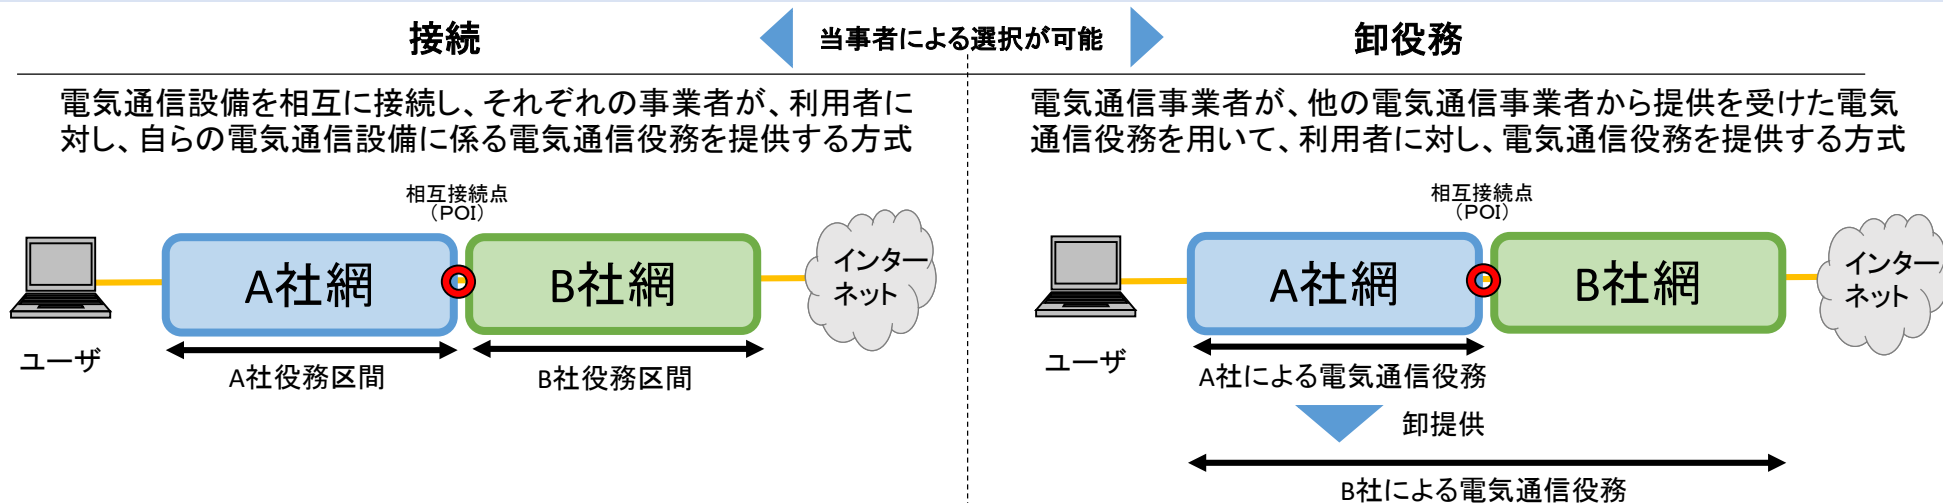 接続
当事者による選択が可能
卸役務
電気通信設備を相互に接続し、それぞれの事業者が、利用者に
対し、自らの電気通信設備に係る電気通信役務を提供する方式
相互接続点
(POI)
A社網
B社網
インター
ネット
ユーザ
A社役務区間
B社役務区間
電気通信事業者が、他の電気通信事業者から提供を受けた電気
通信役務を用いて、利用者に対し、電気通信役務を提供する方式
相互接続点
(POI)
A社網
B社網
インター
ネット
ユーザ
A社による電気通信役務
卸提供
B社による電気通信役務